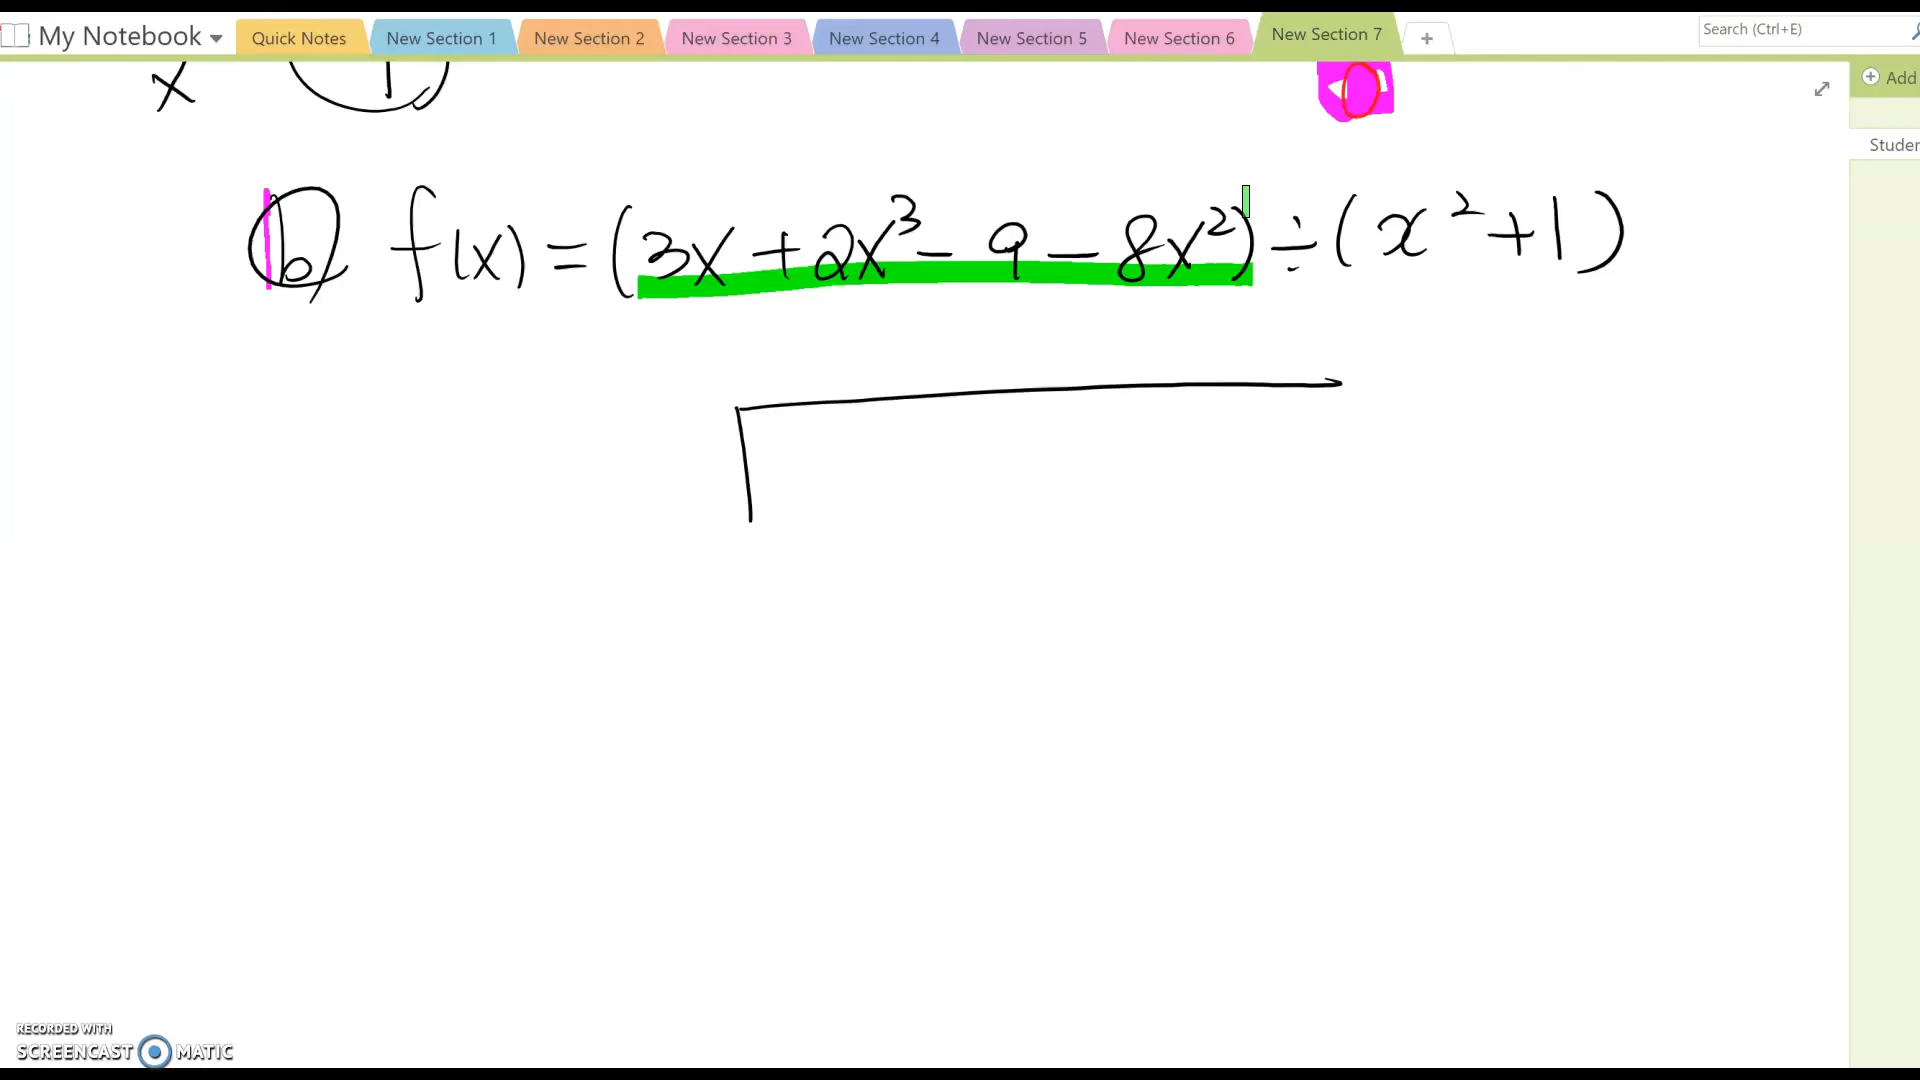 My Notebook Quick Notes New Section 1 New Section 2 New Section 3 New Section 4 New Section 5 New Section 6 New Section 7 + Search (Ctrl+E)
Add
x 1
Studen
b) f(x) = (3x + 2x³ - 9 - 8x²) ÷ (x² + 1)
RECORDED WITH
SCREENCAST MATIC